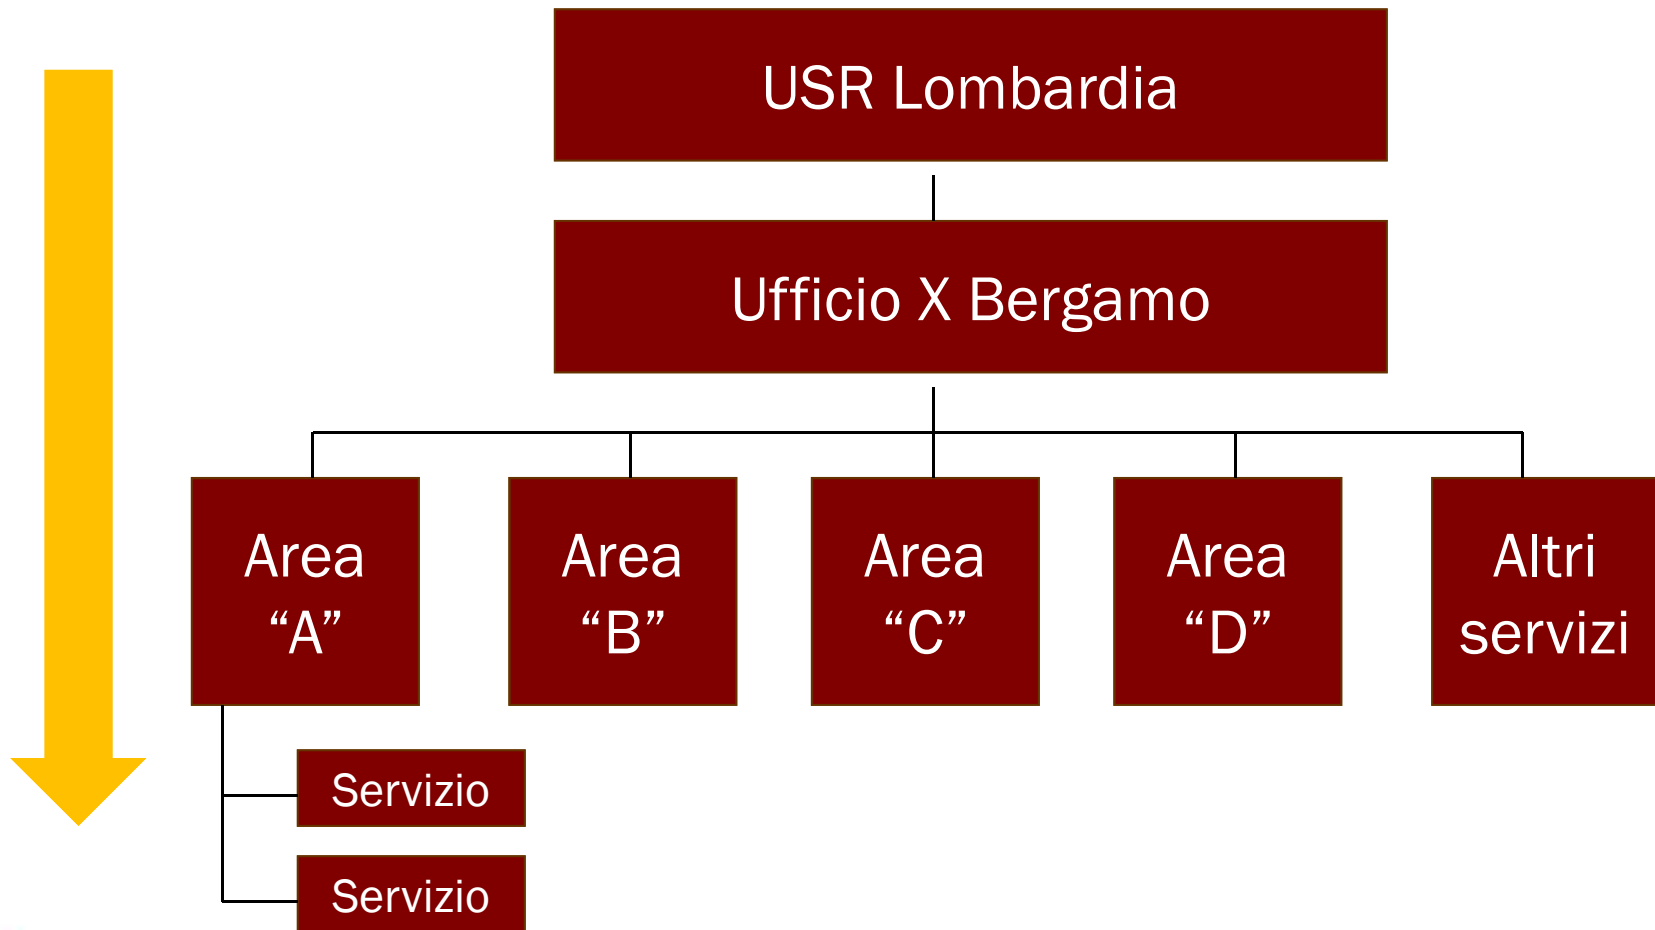 USR Lombardia
Ufficio X Bergamo
Area
“A”
Area
“B”
Area
“C”
Area
“D”
Altri
servizi
Servizio
Servizio